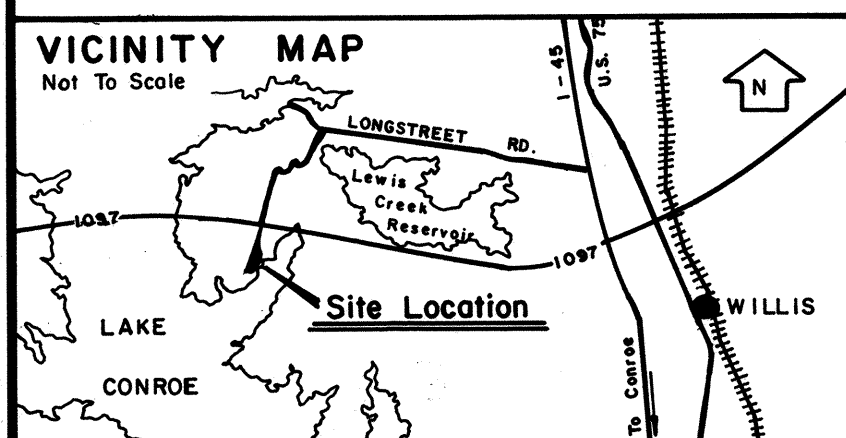 VICINITY MAP
Not To Scale
I-45
U.S. 75
N
LONGSTREET RD.
Lewis
Creek
Reservoir
1097
1097
Site Location
WILLIS
LAKE
CONROE
To Conroe